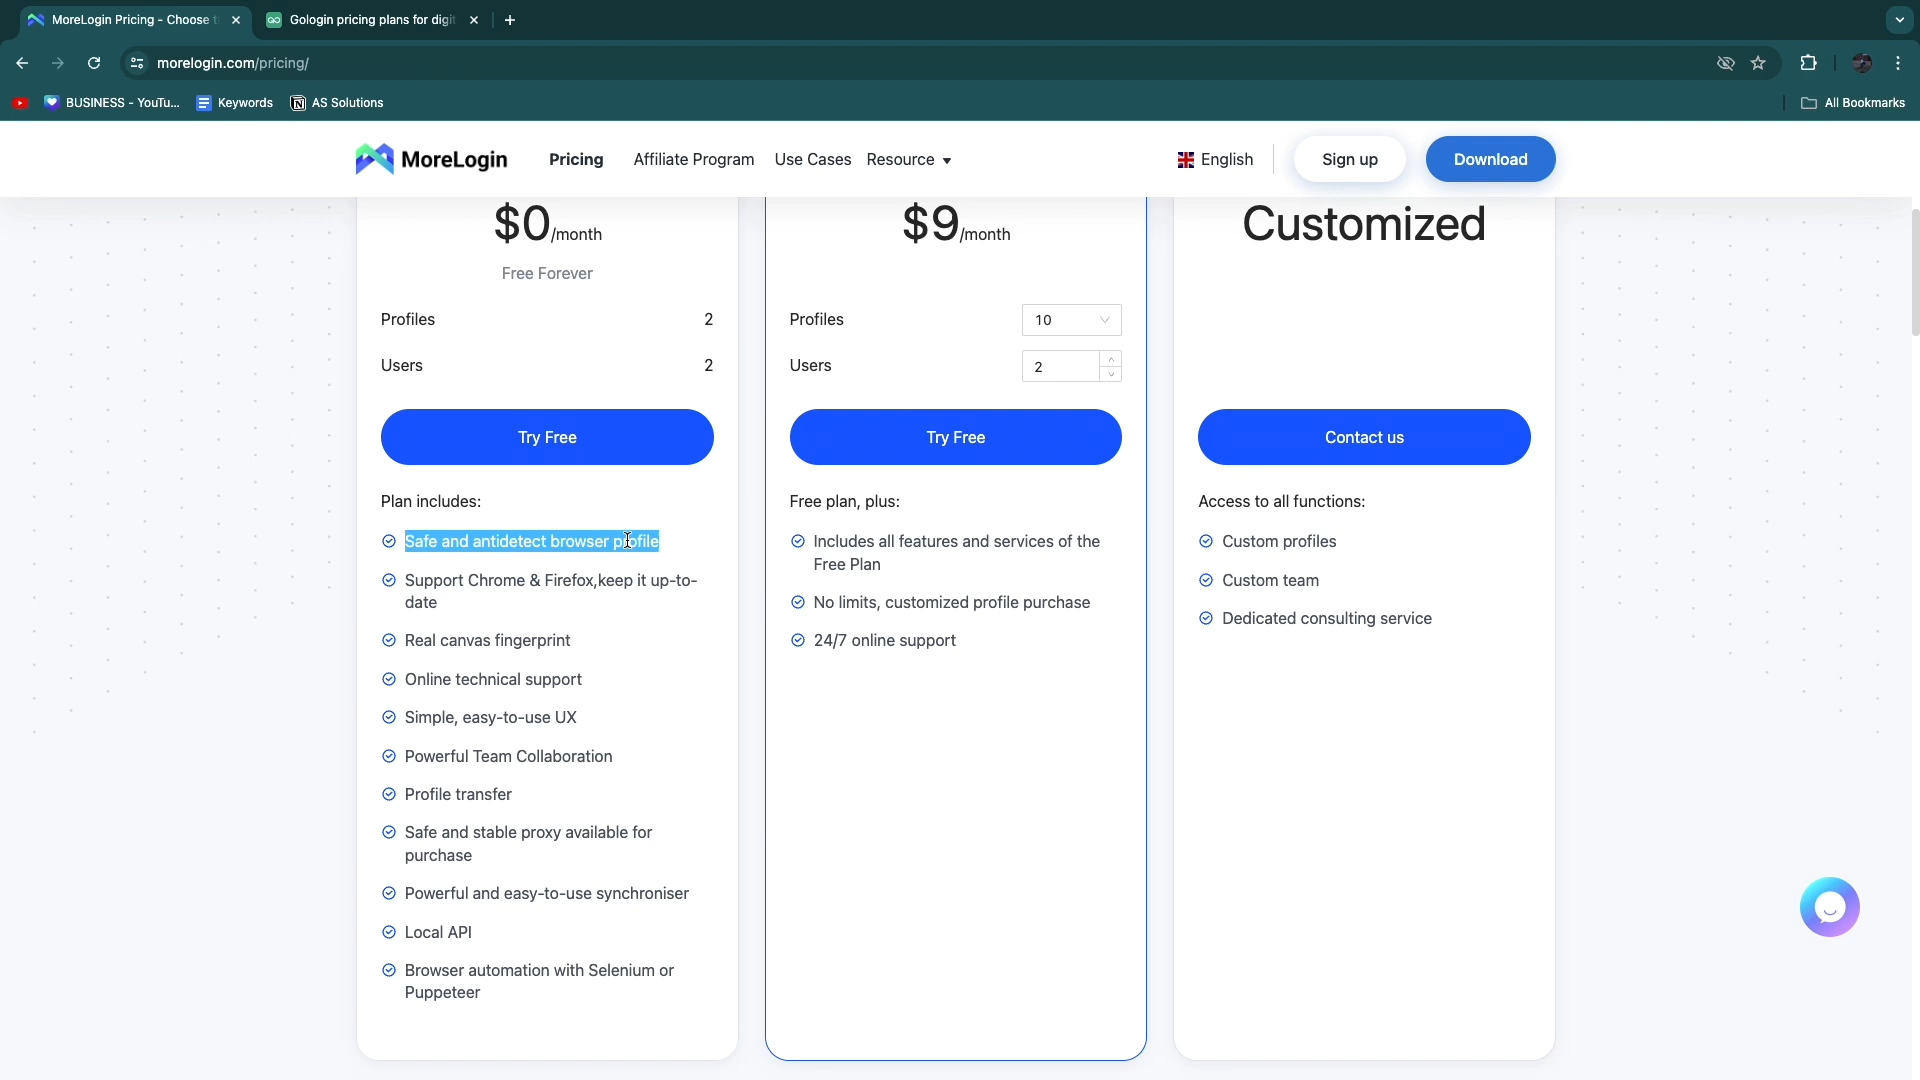 MoreLogin Pricing - Choose t
Gologin pricing plans for digit
morelogin.com/pricing/
BUSINESS - YouTu...
Keywords
AS Solutions
All Bookmarks
MoreLogin
Pricing
Affiliate Program
Use Cases
Resource
English
Sign up
Download
$0/month
Free Forever
Profiles 2
Users 2
Try Free
Plan includes:
Safe and antidetect browser profile
Support Chrome & Firefox,keep it up-to-
date
Real canvas fingerprint
Online technical support
Simple, easy-to-use UX
Powerful Team Collaboration
Profile transfer
Safe and stable proxy available for
purchase
Powerful and easy-to-use synchroniser
Local API
Browser automation with Selenium or
Puppeteer
$9/month
Profiles 10
Users 2
Try Free
Free plan, plus:
Includes all features and services of the
Free Plan
No limits, customized profile purchase
24/7 online support
Customized
Contact us
Access to all functions:
Custom profiles
Custom team
Dedicated consulting service